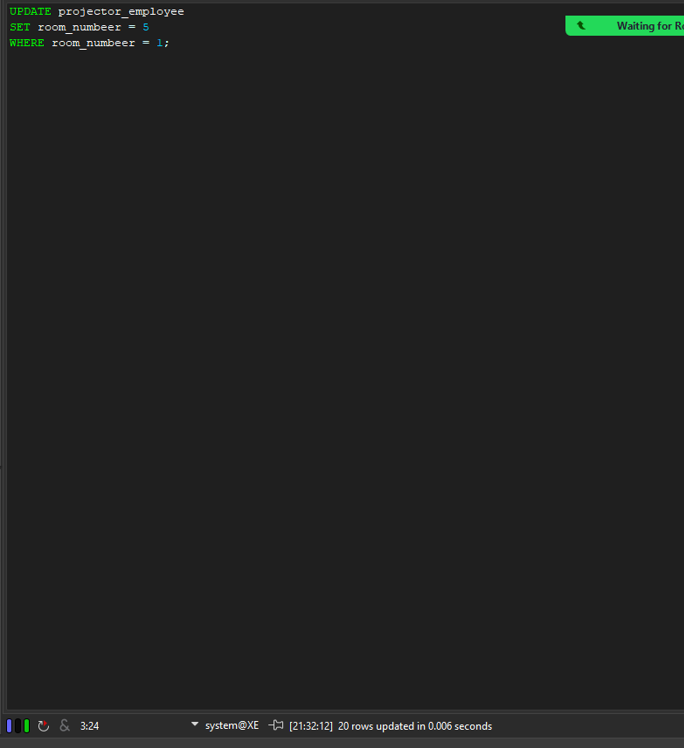 UPDATE projector_employee
SET room_numbeer = 5
WHERE room_numbeer = 1;
Waiting for
& 3:24 system@XE [21:32:12] 20 rows updated in 0.006 seconds